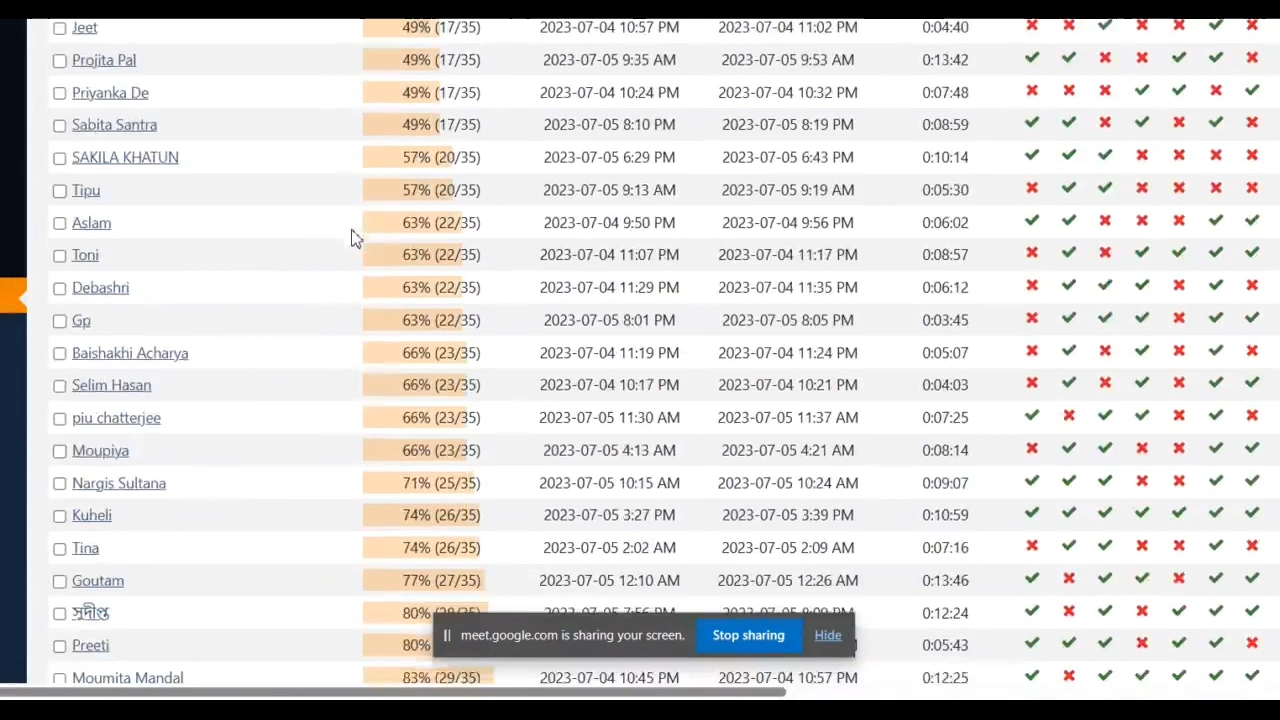 Jeet 49% (17/35) 2023-07-04 10:57 PM 2023-07-04 11:02 PM 0:04:40
Projita Pal 49% (17/35) 2023-07-05 9:35 AM 2023-07-05 9:53 AM 0:13:42
Priyanka De 49% (17/35) 2023-07-04 10:24 PM 2023-07-04 10:32 PM 0:07:48
Sabita Santra 49% (17/35) 2023-07-05 8:10 PM 2023-07-05 8:19 PM 0:08:59
SAKILA KHATUN 57% (20/35) 2023-07-05 6:29 PM 2023-07-05 6:43 PM 0:10:14
Tipu 57% (20/35) 2023-07-05 9:13 AM 2023-07-05 9:19 AM 0:05:30
Aslam 63% (22/35) 2023-07-04 9:50 PM 2023-07-04 9:56 PM 0:06:02
Toni 63% (22/35) 2023-07-04 11:07 PM 2023-07-04 11:17 PM 0:08:57
Debashri 63% (22/35) 2023-07-04 11:29 PM 2023-07-04 11:35 PM 0:06:12
Gp 63% (22/35) 2023-07-05 8:01 PM 2023-07-05 8:05 PM 0:03:45
Baishakhi Acharya 66% (23/35) 2023-07-04 11:19 PM 2023-07-04 11:24 PM 0:05:07
Selim Hasan 66% (23/35) 2023-07-04 10:17 PM 2023-07-04 10:21 PM 0:04:03
piu chatterjee 66% (23/35) 2023-07-05 11:30 AM 2023-07-05 11:37 AM 0:07:25
Moupiya 66% (23/35) 2023-07-05 4:13 AM 2023-07-05 4:21 AM 0:08:14
Nargis Sultana 71% (25/35) 2023-07-05 10:15 AM 2023-07-05 10:24 AM 0:09:07
Kuheli 74% (26/35) 2023-07-05 3:27 PM 2023-07-05 3:39 PM 0:10:59
Tina 74% (26/35) 2023-07-05 2:02 AM 2023-07-05 2:09 AM 0:07:16
Goutam 77% (27/35) 2023-07-05 12:10 AM 2023-07-05 12:26 AM 0:13:46
সুদীপ্ত 80% 0:12:24
meet.google.com is sharing your screen. Stop sharing Hide
Preeti 80% 0:05:43
Moumita Mandal 83% (29/35) 2023-07-04 10:45 PM 2023-07-04 10:57 PM 0:12:25